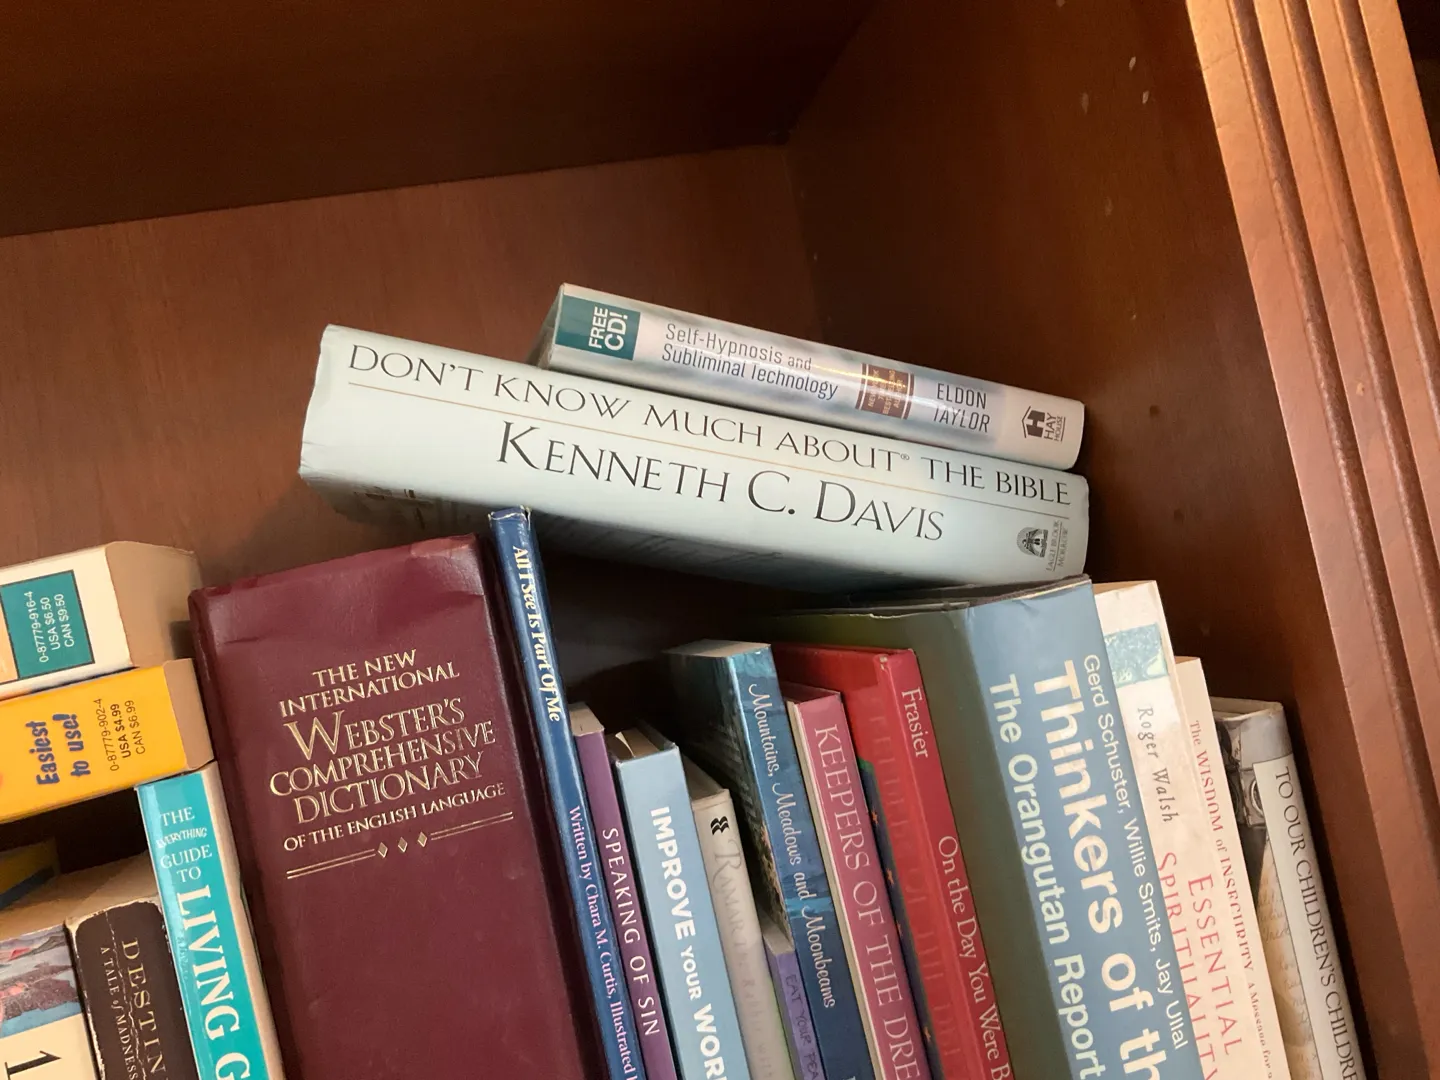 FREE
CD!
Self-Hypnosis and
Subliminal Technology
ELDON
TAYLOR
HAY
HOUSE
DON'T KNOW MUCH ABOUT® THE BIBLE
KENNETH C. DAVIS
0-87779-916-4
USA $6.50
CAN $9.50
Easiest
to use!
0-87779-902-4
USA $4.99
CAN $6.99
DESTIN
A TALE of MADNESS
THE
EVERYTHING
GUIDE
TO
LIVING G
THE NEW
INTERNATIONAL
WEBSTER'S
COMPREHENSIVE
DICTIONARY
OF THE ENGLISH LANGUAGE
All I See Is Part Of Me
Written by Chara M. Curtis, Illustrated
SPEAKING OF SIN
IMPROVE YOUR WOR
EAT YOUR PEA
Mountains, Meadows and Moonbeams
KEEPERS OF THE DRE
Frasier
On the Day You Were B
Gerd Schuster, Willie Smits, Jay Ullal
Thinkers of th
The Orangutan Report
Roger Walsh
ESSENTIAL
SPIRITUALITY
The WISDOM of INSECURITY
TO OUR CHILDREN'S CHILDRE